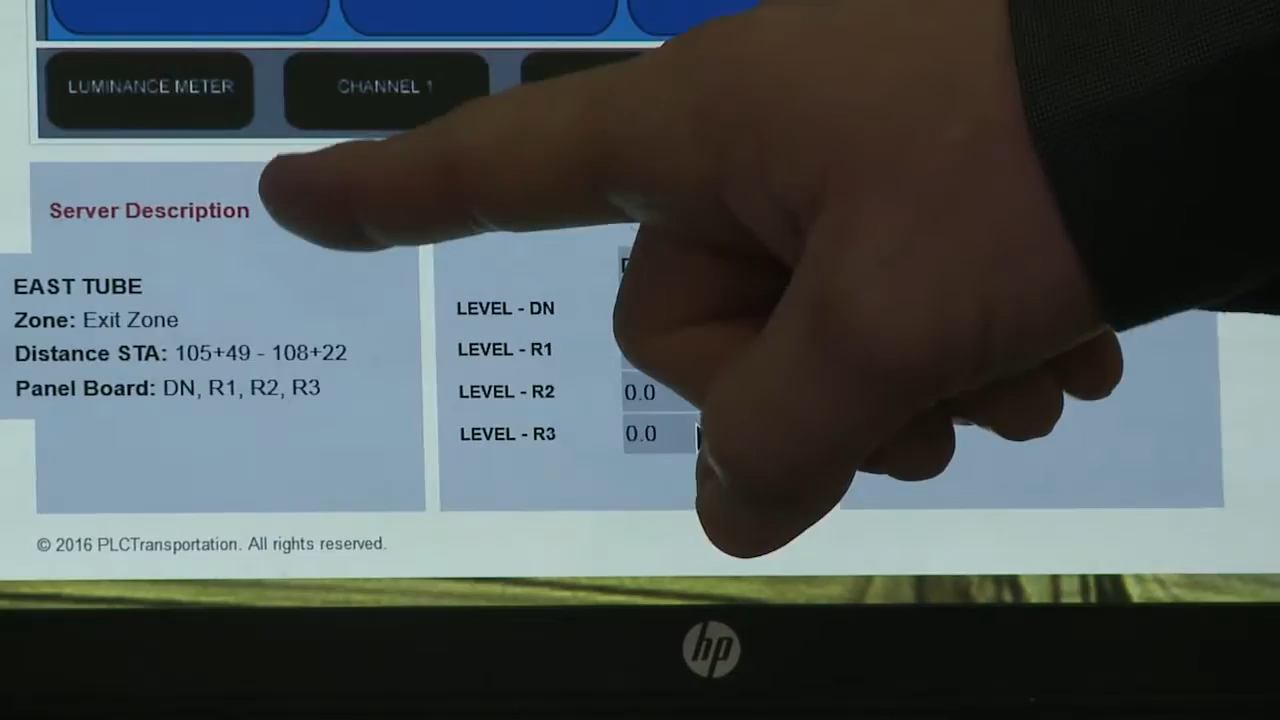 LUMINANCE METER
CHANNEL 1
Server Description
EAST TUBE
Zone: Exit Zone
Distance STA: 105+49 - 108+22
Panel Board: DN, R1, R2, R3
LEVEL - DN
LEVEL - R1
LEVEL - R2 0.0
LEVEL - R3 0.0
© 2016 PLCTransportation. All rights reserved.
hp